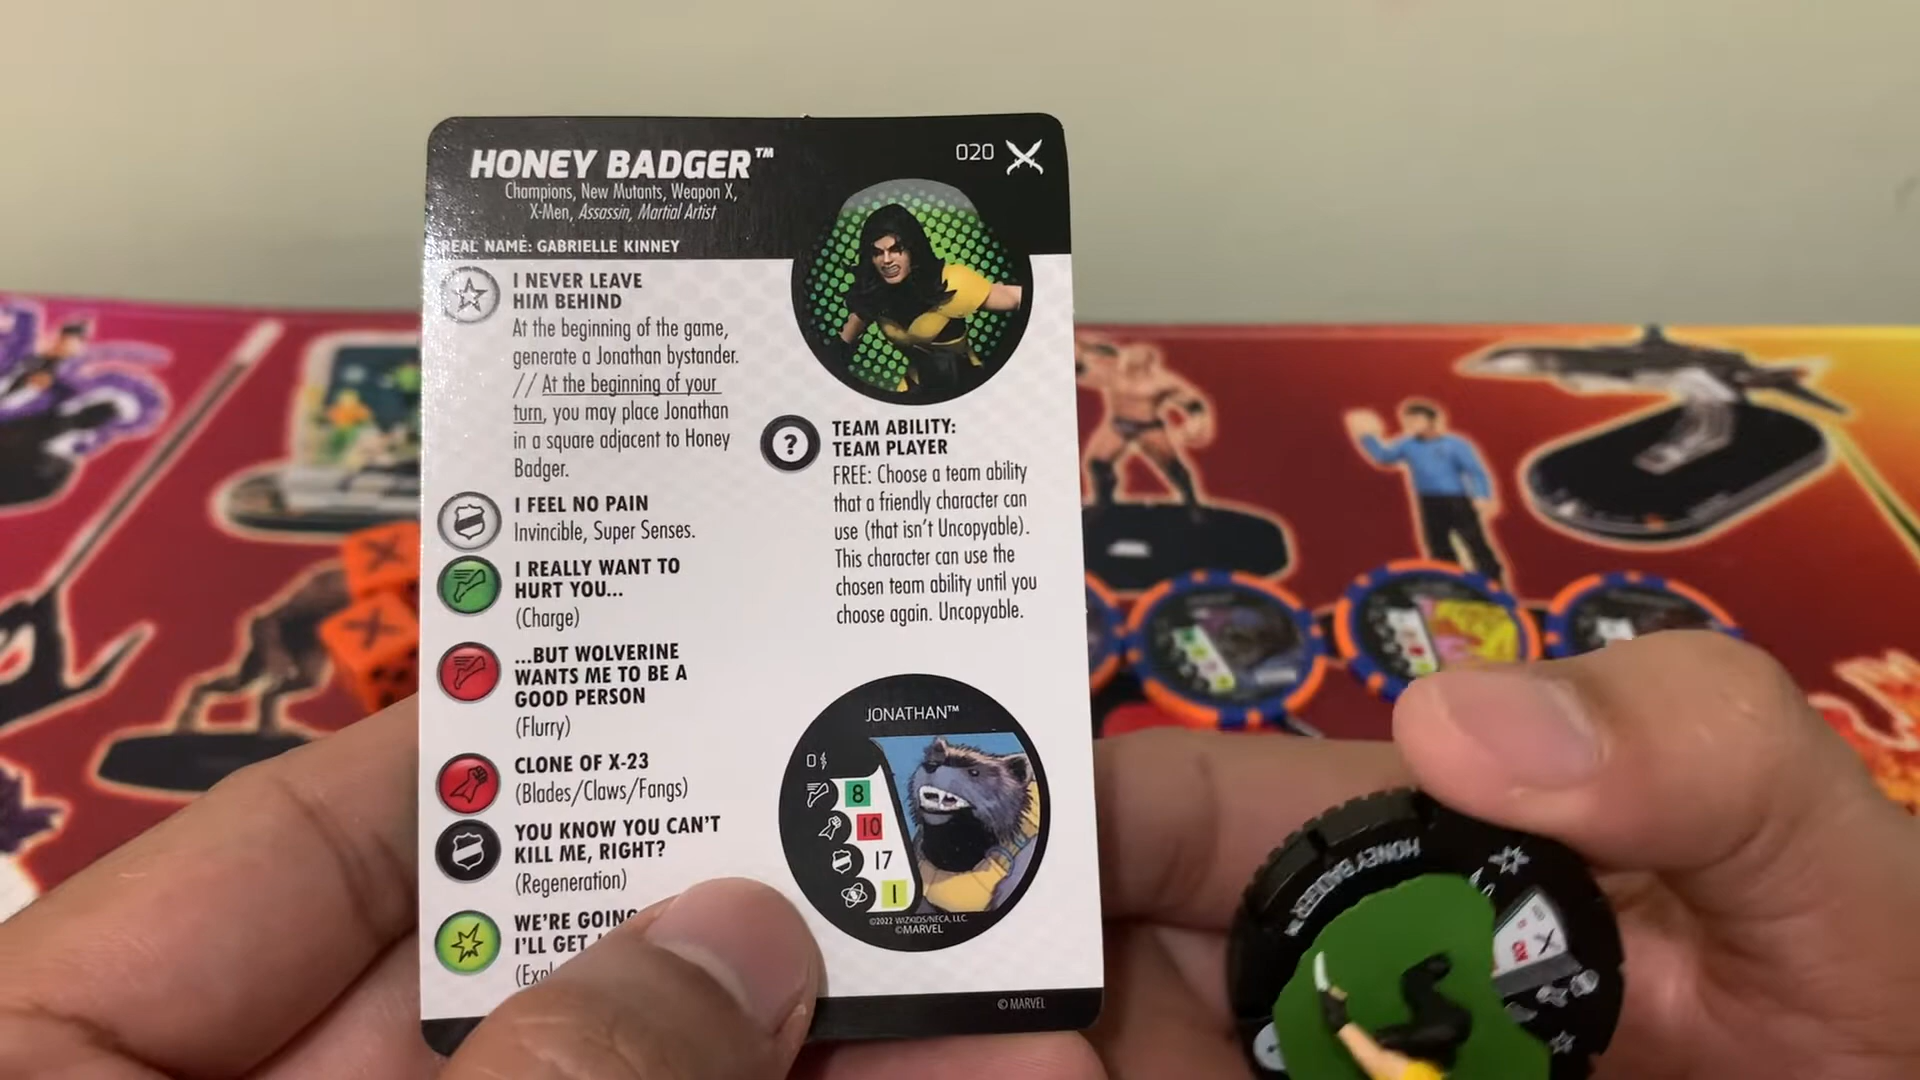 HONEY BADGER™
020
Champions, New Mutants, Weapon X,
X-Men, Assassin, Martial Artist
REAL NAME: GABRIELLE KINNEY
I NEVER LEAVE
HIM BEHIND
At the beginning of the game,
generate a Jonathan bystander.
// At the beginning of your
turn, you may place Jonathan
in a square adjacent to Honey
Badger.
I FEEL NO PAIN
Invincible, Super Senses.
I REALLY WANT TO
HURT YOU...
(Charge)
...BUT WOLVERINE
WANTS ME TO BE A
GOOD PERSON
(Flurry)
CLONE OF X-23
(Blades/Claws/Fangs)
YOU KNOW YOU CAN'T
KILL ME, RIGHT?
(Regeneration)
WE'RE
I'LL GET
?
TEAM ABILITY:
TEAM PLAYER
FREE: Choose a team ability
that a friendly character can
use (that isn't Uncopyable).
This character can use the
chosen team ability until you
choose again. Uncopyable.
JONATHAN™
0
8
10
17
1
©2022 WIZKIDS/NECA, LLC.
©MARVEL
© MARVEL
HONEY BADGER